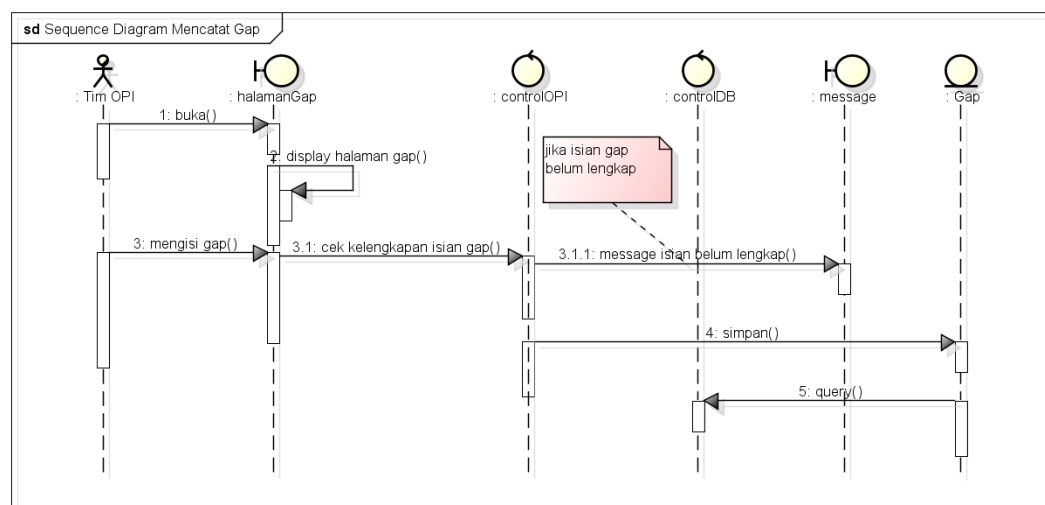 sd Sequence Diagram Mencatat Gap
: Tim OPI
: halamanGap
: controlOPI
: controlDB
: message
: Gap
1: buka()
jika isian gap
belum lengkap
2: display halaman gap()
3: mengisi gap()
3.1: cek kelengkapan isian gap()
3.1.1: message isian belum lengkap()
4: simpan()
5: query()